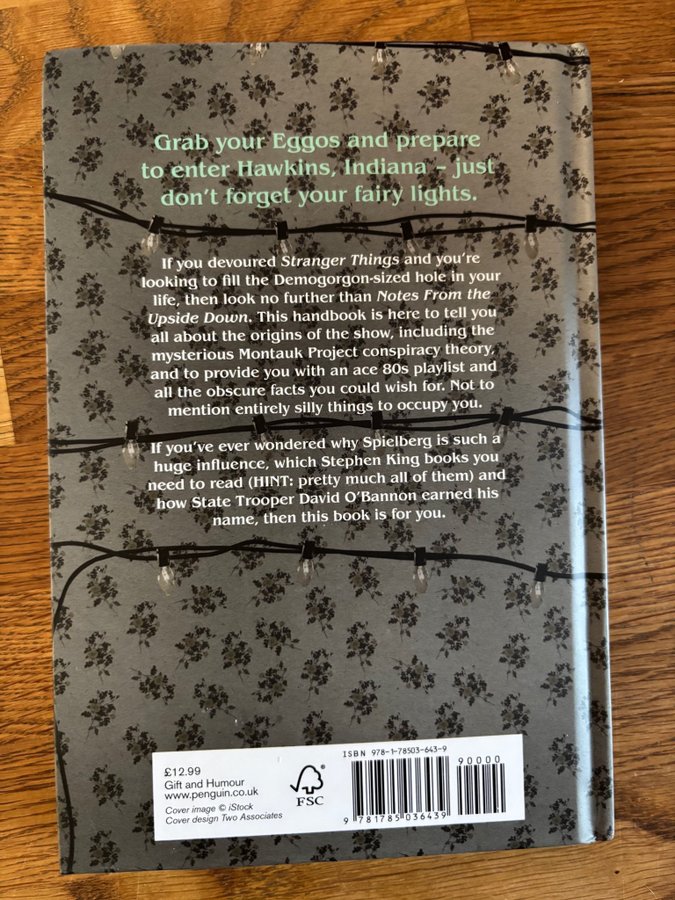 Grab your Eggos and prepare
to enter Hawkins, Indiana – just
don't forget your fairy lights.
If you devoured Stranger Things and you're
looking to fill the Demogorgon-sized hole in your
life, then look no further than Notes From the
Upside Down. This handbook is here to tell you
all about the origins of the show, including the
mysterious Montauk Project conspiracy theory,
and to provide you with an ace 80s playlist and
all the obscure facts you could wish for. Not to
mention entirely silly things to occupy you.
If you've ever wondered why Spielberg is such a
huge influence, which Stephen King books you
need to read (HINT: pretty much all of them) and
how State Trooper David O'Bannon earned his
name, then this book is for you.
£12.99
Gift and Humour
www.penguin.co.uk
Cover image © iStock
Cover design Two Associates
FSC
ISBN 978-1-78503-643-9
90000
9 781785 036439